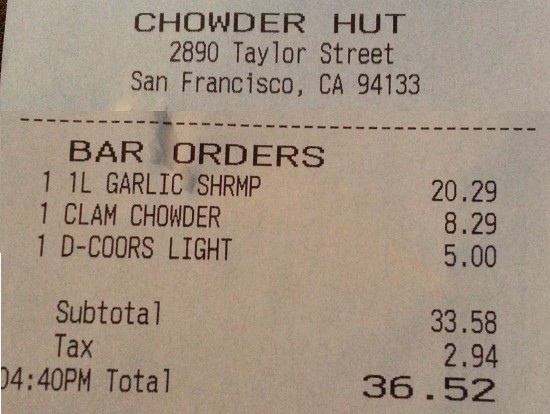 CHOWDER HUT
2890 Taylor Street
San Francisco, CA 94133
BAR ORDERS
1 1L GARLIC SHRMP 20.29
1 CLAM CHOWDER 8.29
1 D-COORS LIGHT 5.00
Subtotal 33.58
Tax 2.94
04:40PM Total 36.52